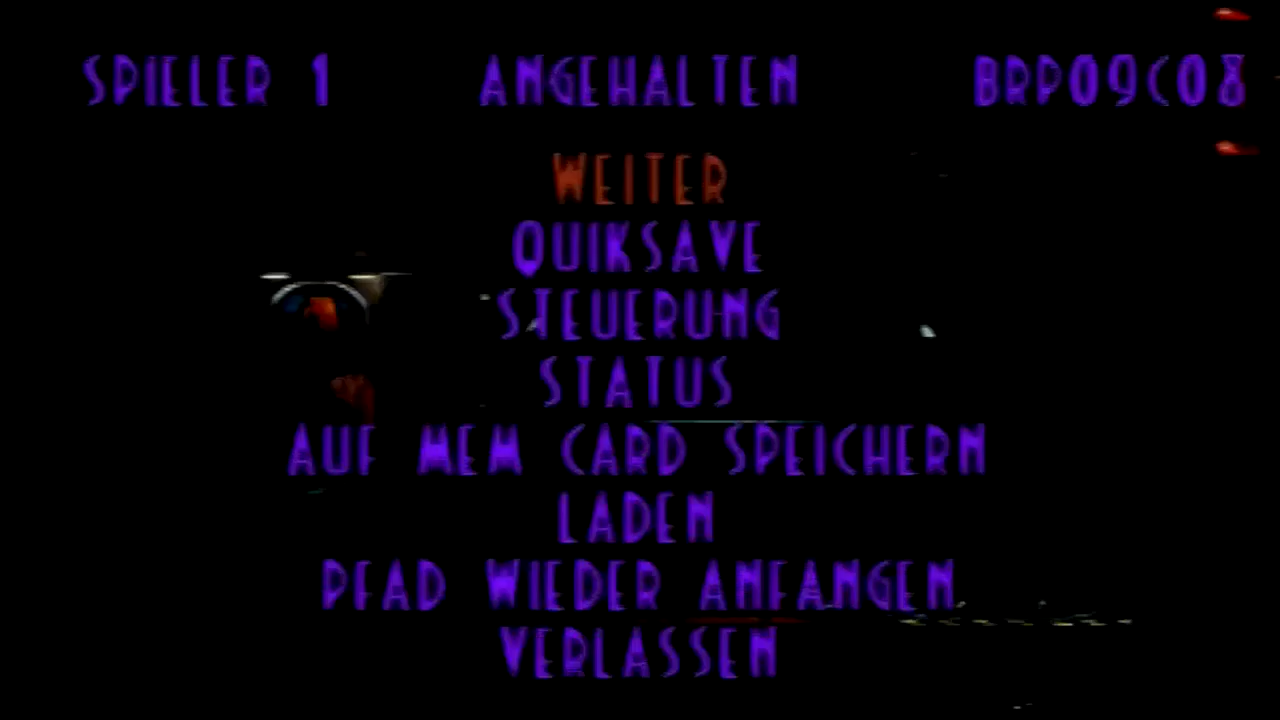 SPIELER 1 ANGEHALTEN BRP09C08
WEITER
QUIKSAVE
STEUERUNG
STATUS
AUF MEM CARD SPEICHERN
LADEN
PFAD WIEDER ANFANGEN
VERLASSEN